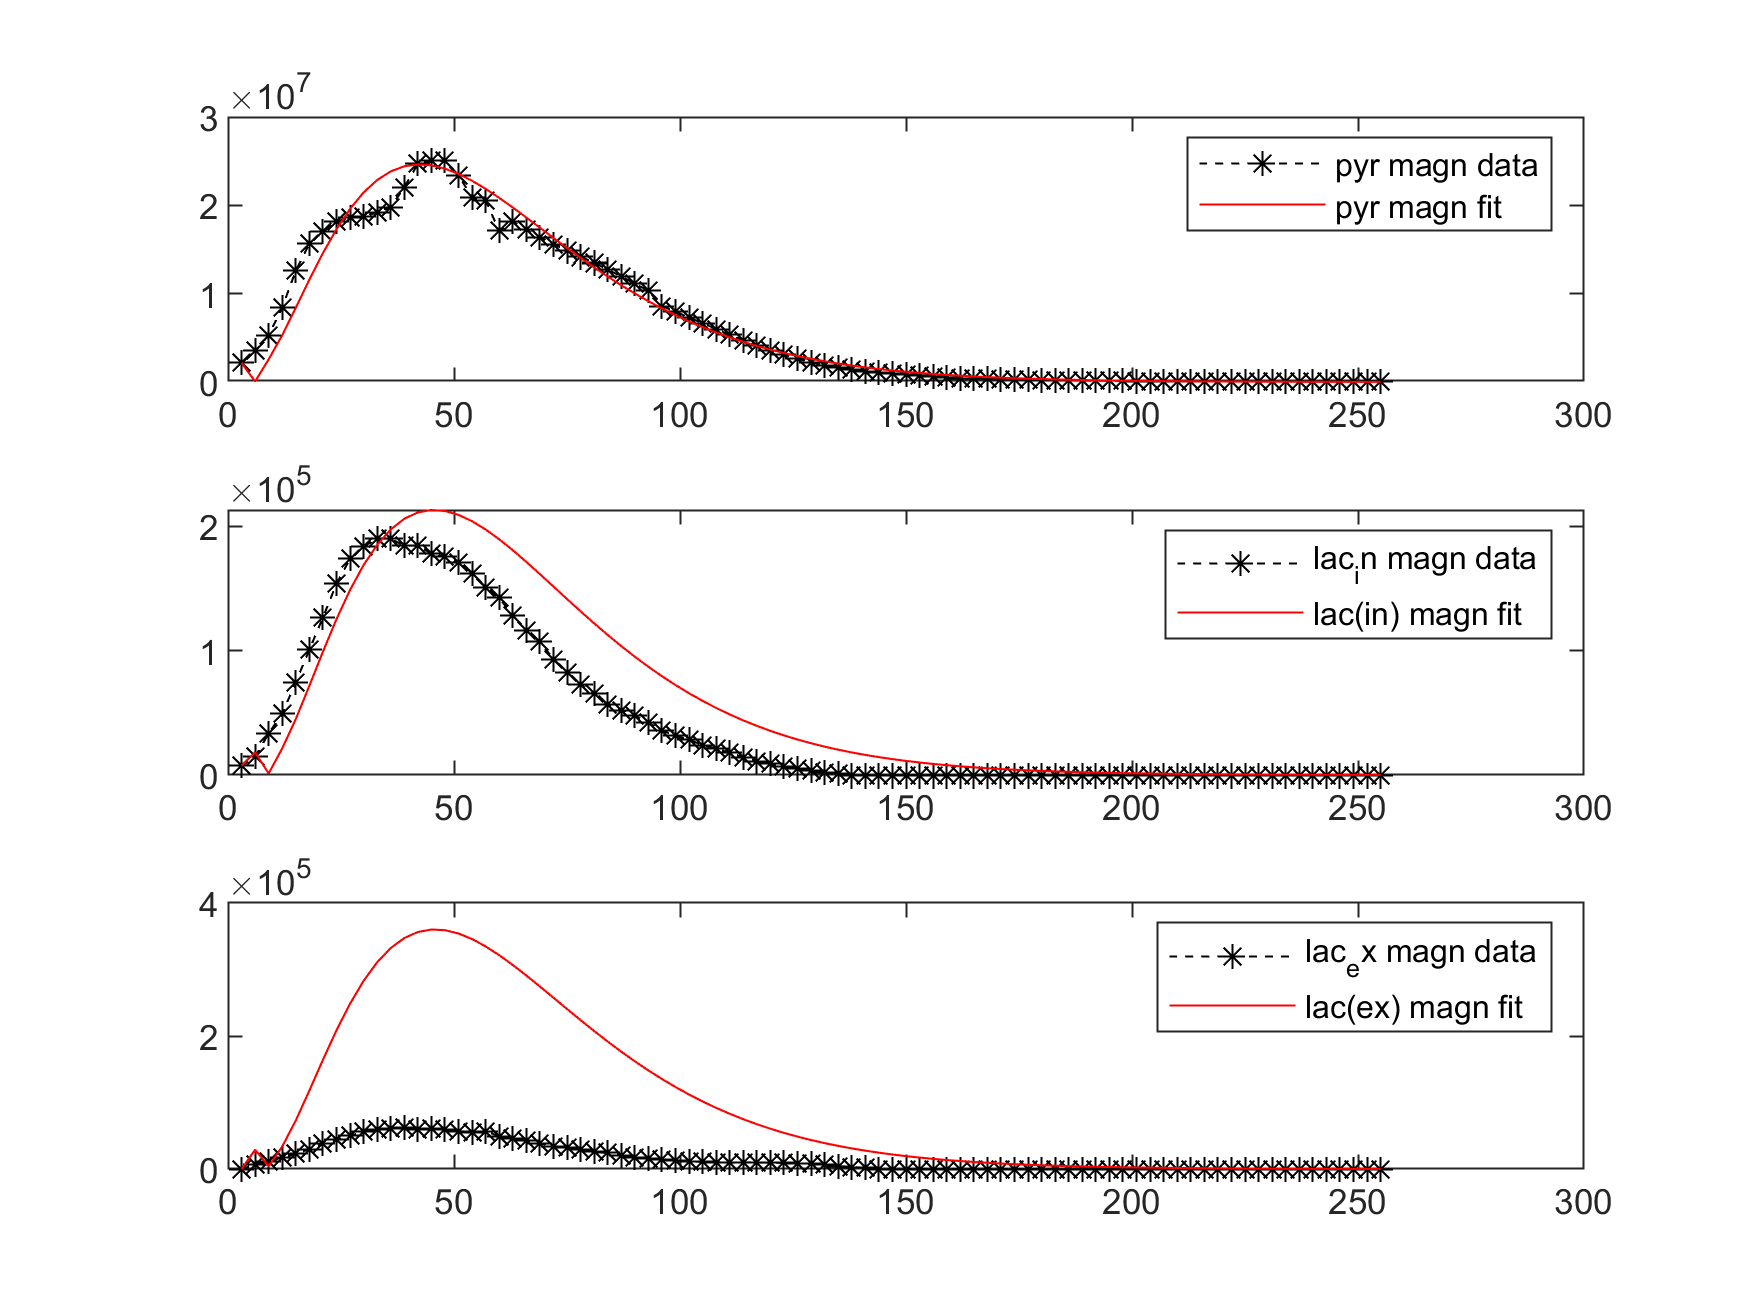 ×10^7
3
2
1
0
0 50 100 150 200 250 300
pyr magn data
pyr magn fit
×10^5
2
1
0
0 50 100 150 200 250 300
lac_in magn data
lac(in) magn fit
×10^5
4
2
0
0 50 100 150 200 250 300
lac_ex magn data
lac(ex) magn fit